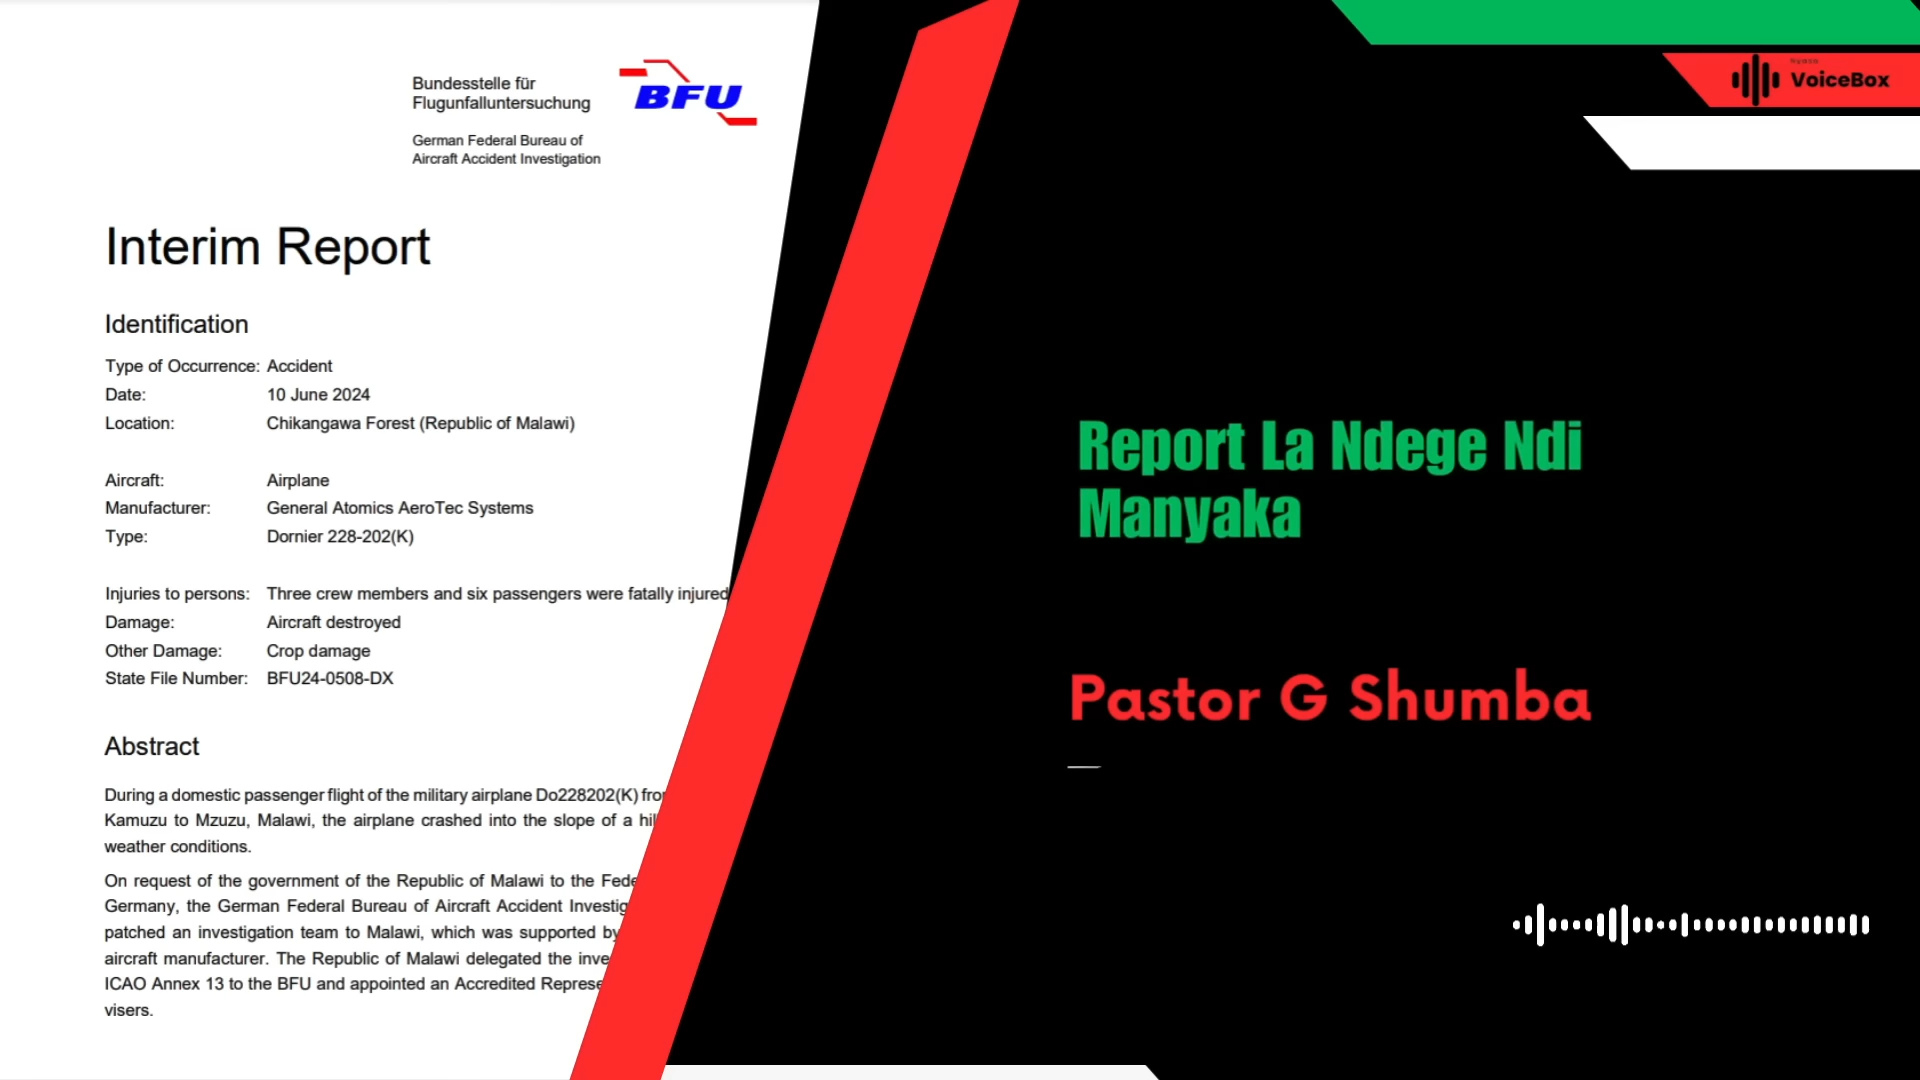 Bundesstelle für
Flugunfalluntersuchung
BFU
German Federal Bureau of
Aircraft Accident Investigation
Interim Report
Identification
Type of Occurrence: Accident
Date: 10 June 2024
Location: Chikangawa Forest (Republic of Malawi)
Aircraft: Airplane
Manufacturer: General Atomics AeroTec Systems
Type: Dornier 228-202(K)
Injuries to persons: Three crew members and six passengers were fatally injured
Damage: Aircraft destroyed
Other Damage: Crop damage
State File Number: BFU24-0508-DX
Abstract
During a domestic passenger flight of the military airplane Do228202(K) fro
Kamuzu to Mzuzu, Malawi, the airplane crashed into the slope of a hil
weather conditions.
On request of the government of the Republic of Malawi to the Fede
Germany, the German Federal Bureau of Aircraft Accident Investig
patched an investigation team to Malawi, which was supported by
aircraft manufacturer. The Republic of Malawi delegated the inve
ICAO Annex 13 to the BFU and appointed an Accredited Represe
visers.
VoiceBox
Report La Ndege Ndi
Manyaka
Pastor G Shumba